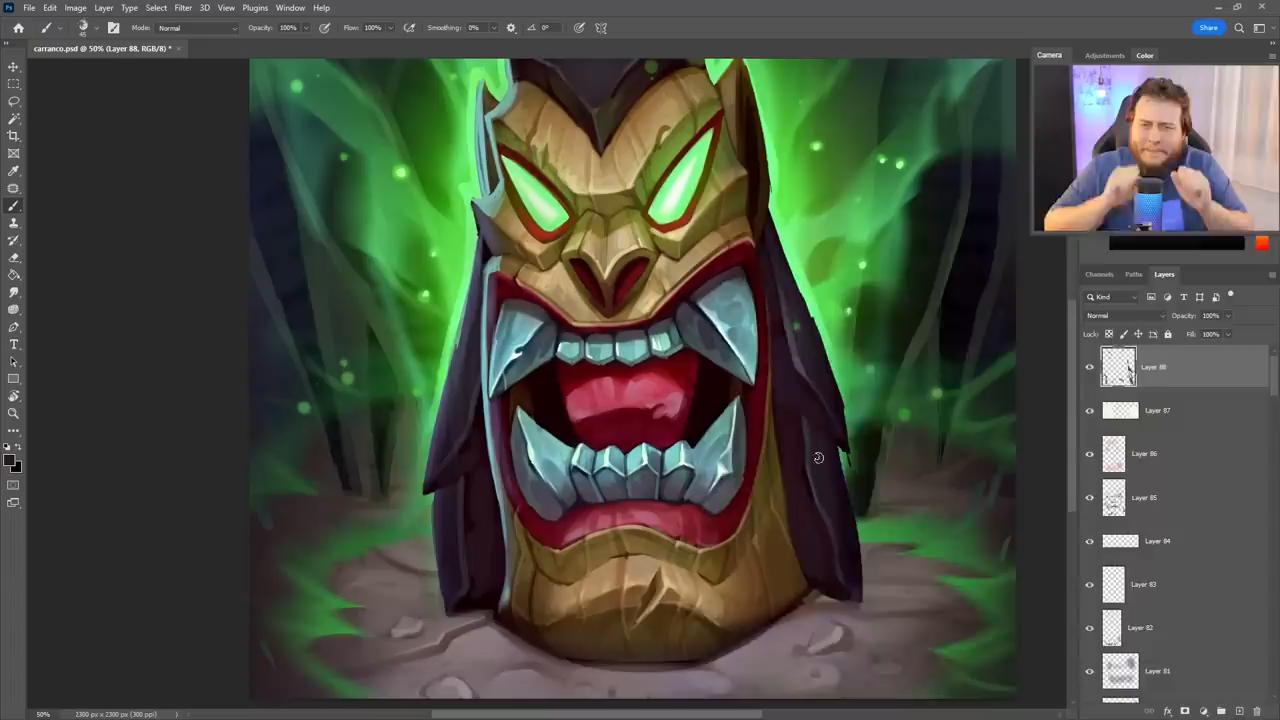 File Edit Image Layer Type Select Filter 3D View Plugins Window Help
Mode: Normal Opacity: 100% Flow: 100% Smoothing: 0% 0° Share
45
carranco.psd @ 50% (Layer 88, RGB/8) * ×
Camera Adjustments Color
Channels Paths Layers
Kind
Normal Opacity: 100%
Lock: Fill: 100%
Layer 88
Layer 87
Layer 86
Layer 85
Layer 84
Layer 83
Layer 82
Layer 81
50% 2300 px x 2300 px (300 ppi)